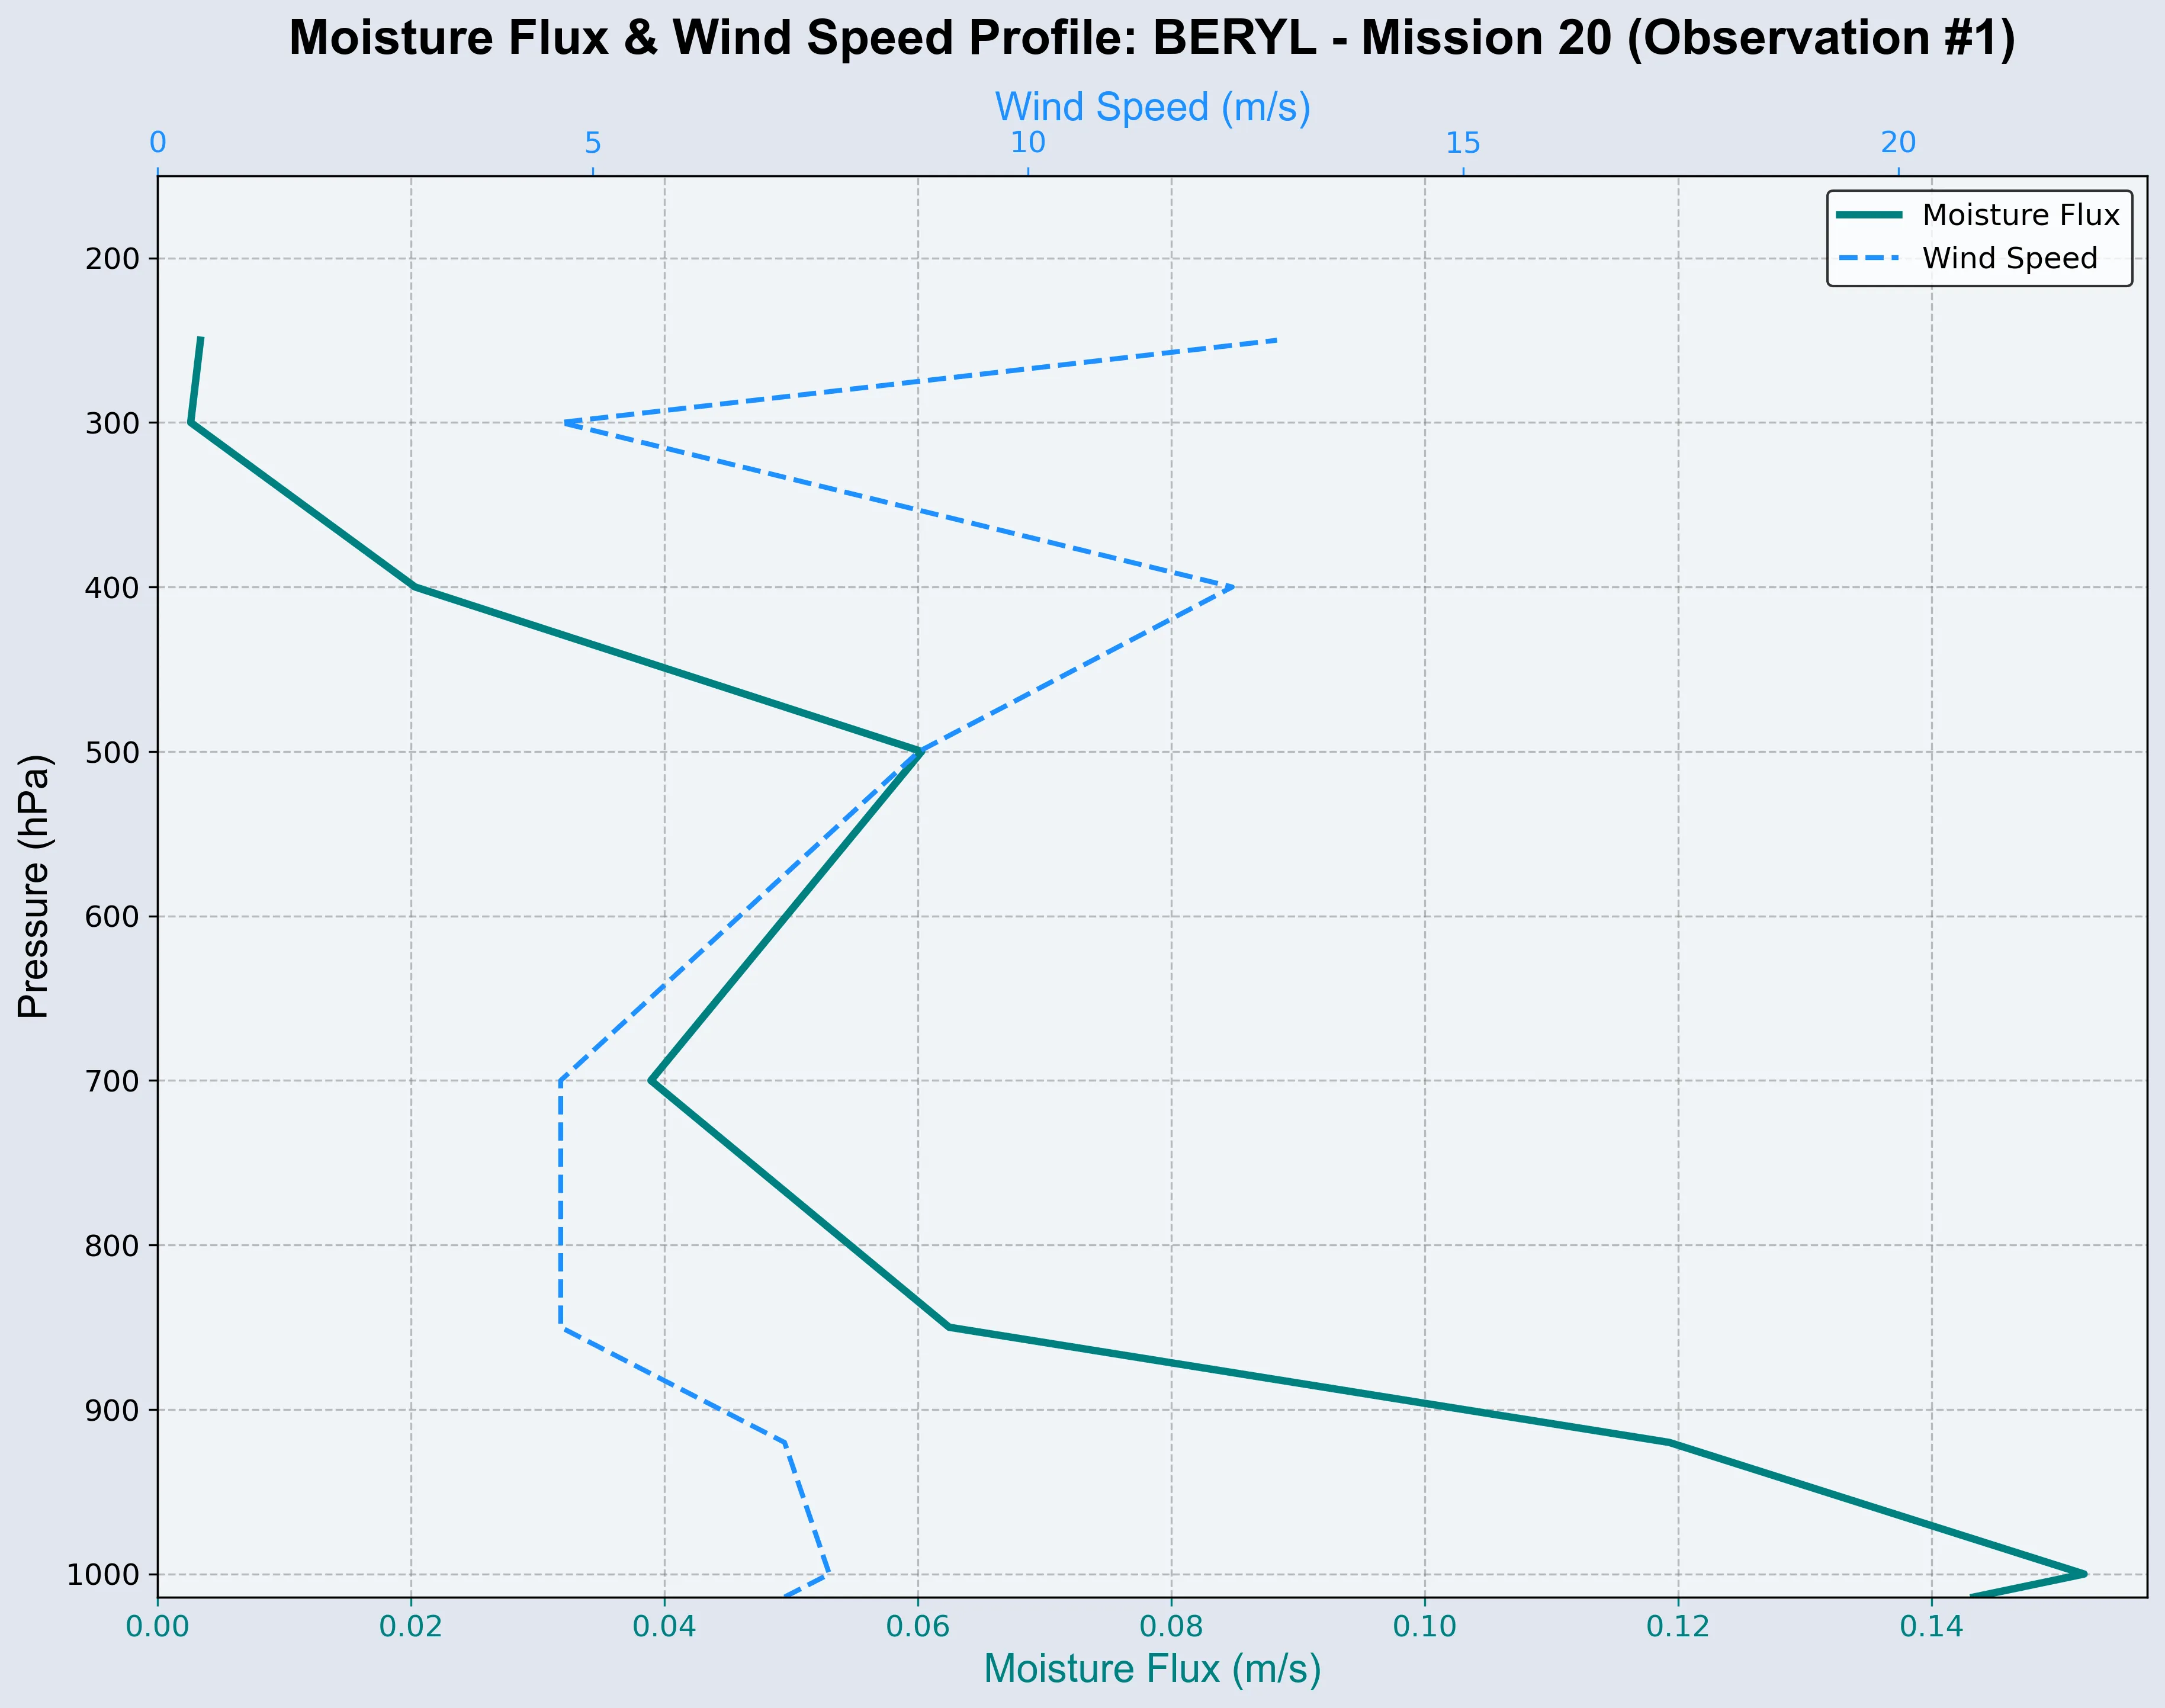 Moisture Flux & Wind Speed Profile: BERYL - Mission 20 (Observation #1)
Wind Speed (m/s)
0 5 10 15 20
Moisture Flux
Wind Speed
Pressure (hPa)
200
300
400
500
600
700
800
900
1000
0.00 0.02 0.04 0.06 0.08 0.10 0.12 0.14
Moisture Flux (m/s)